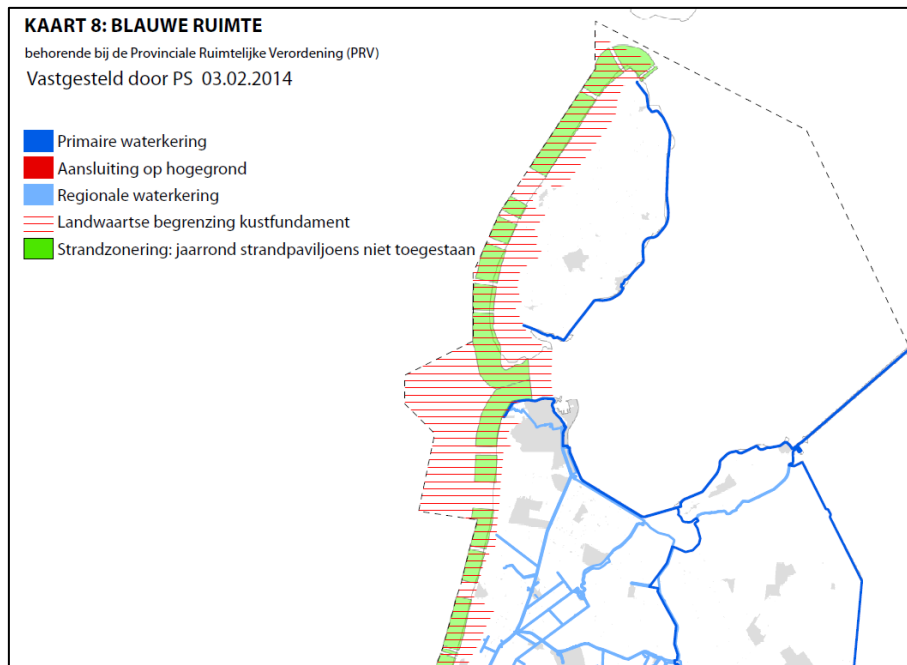 KAART 8: BLAUWE RUIMTE
behorende bij de Provinciale Ruimtelijke Verordening (PRV)
Vastgesteld door PS 03.02.2014
Primaire waterkering
Aansluiting op hogegrond
Regionale waterkering
Landwaartse begrenzing kustfundament
Strandzonering: jaarrond strandpaviljoens niet toegestaan